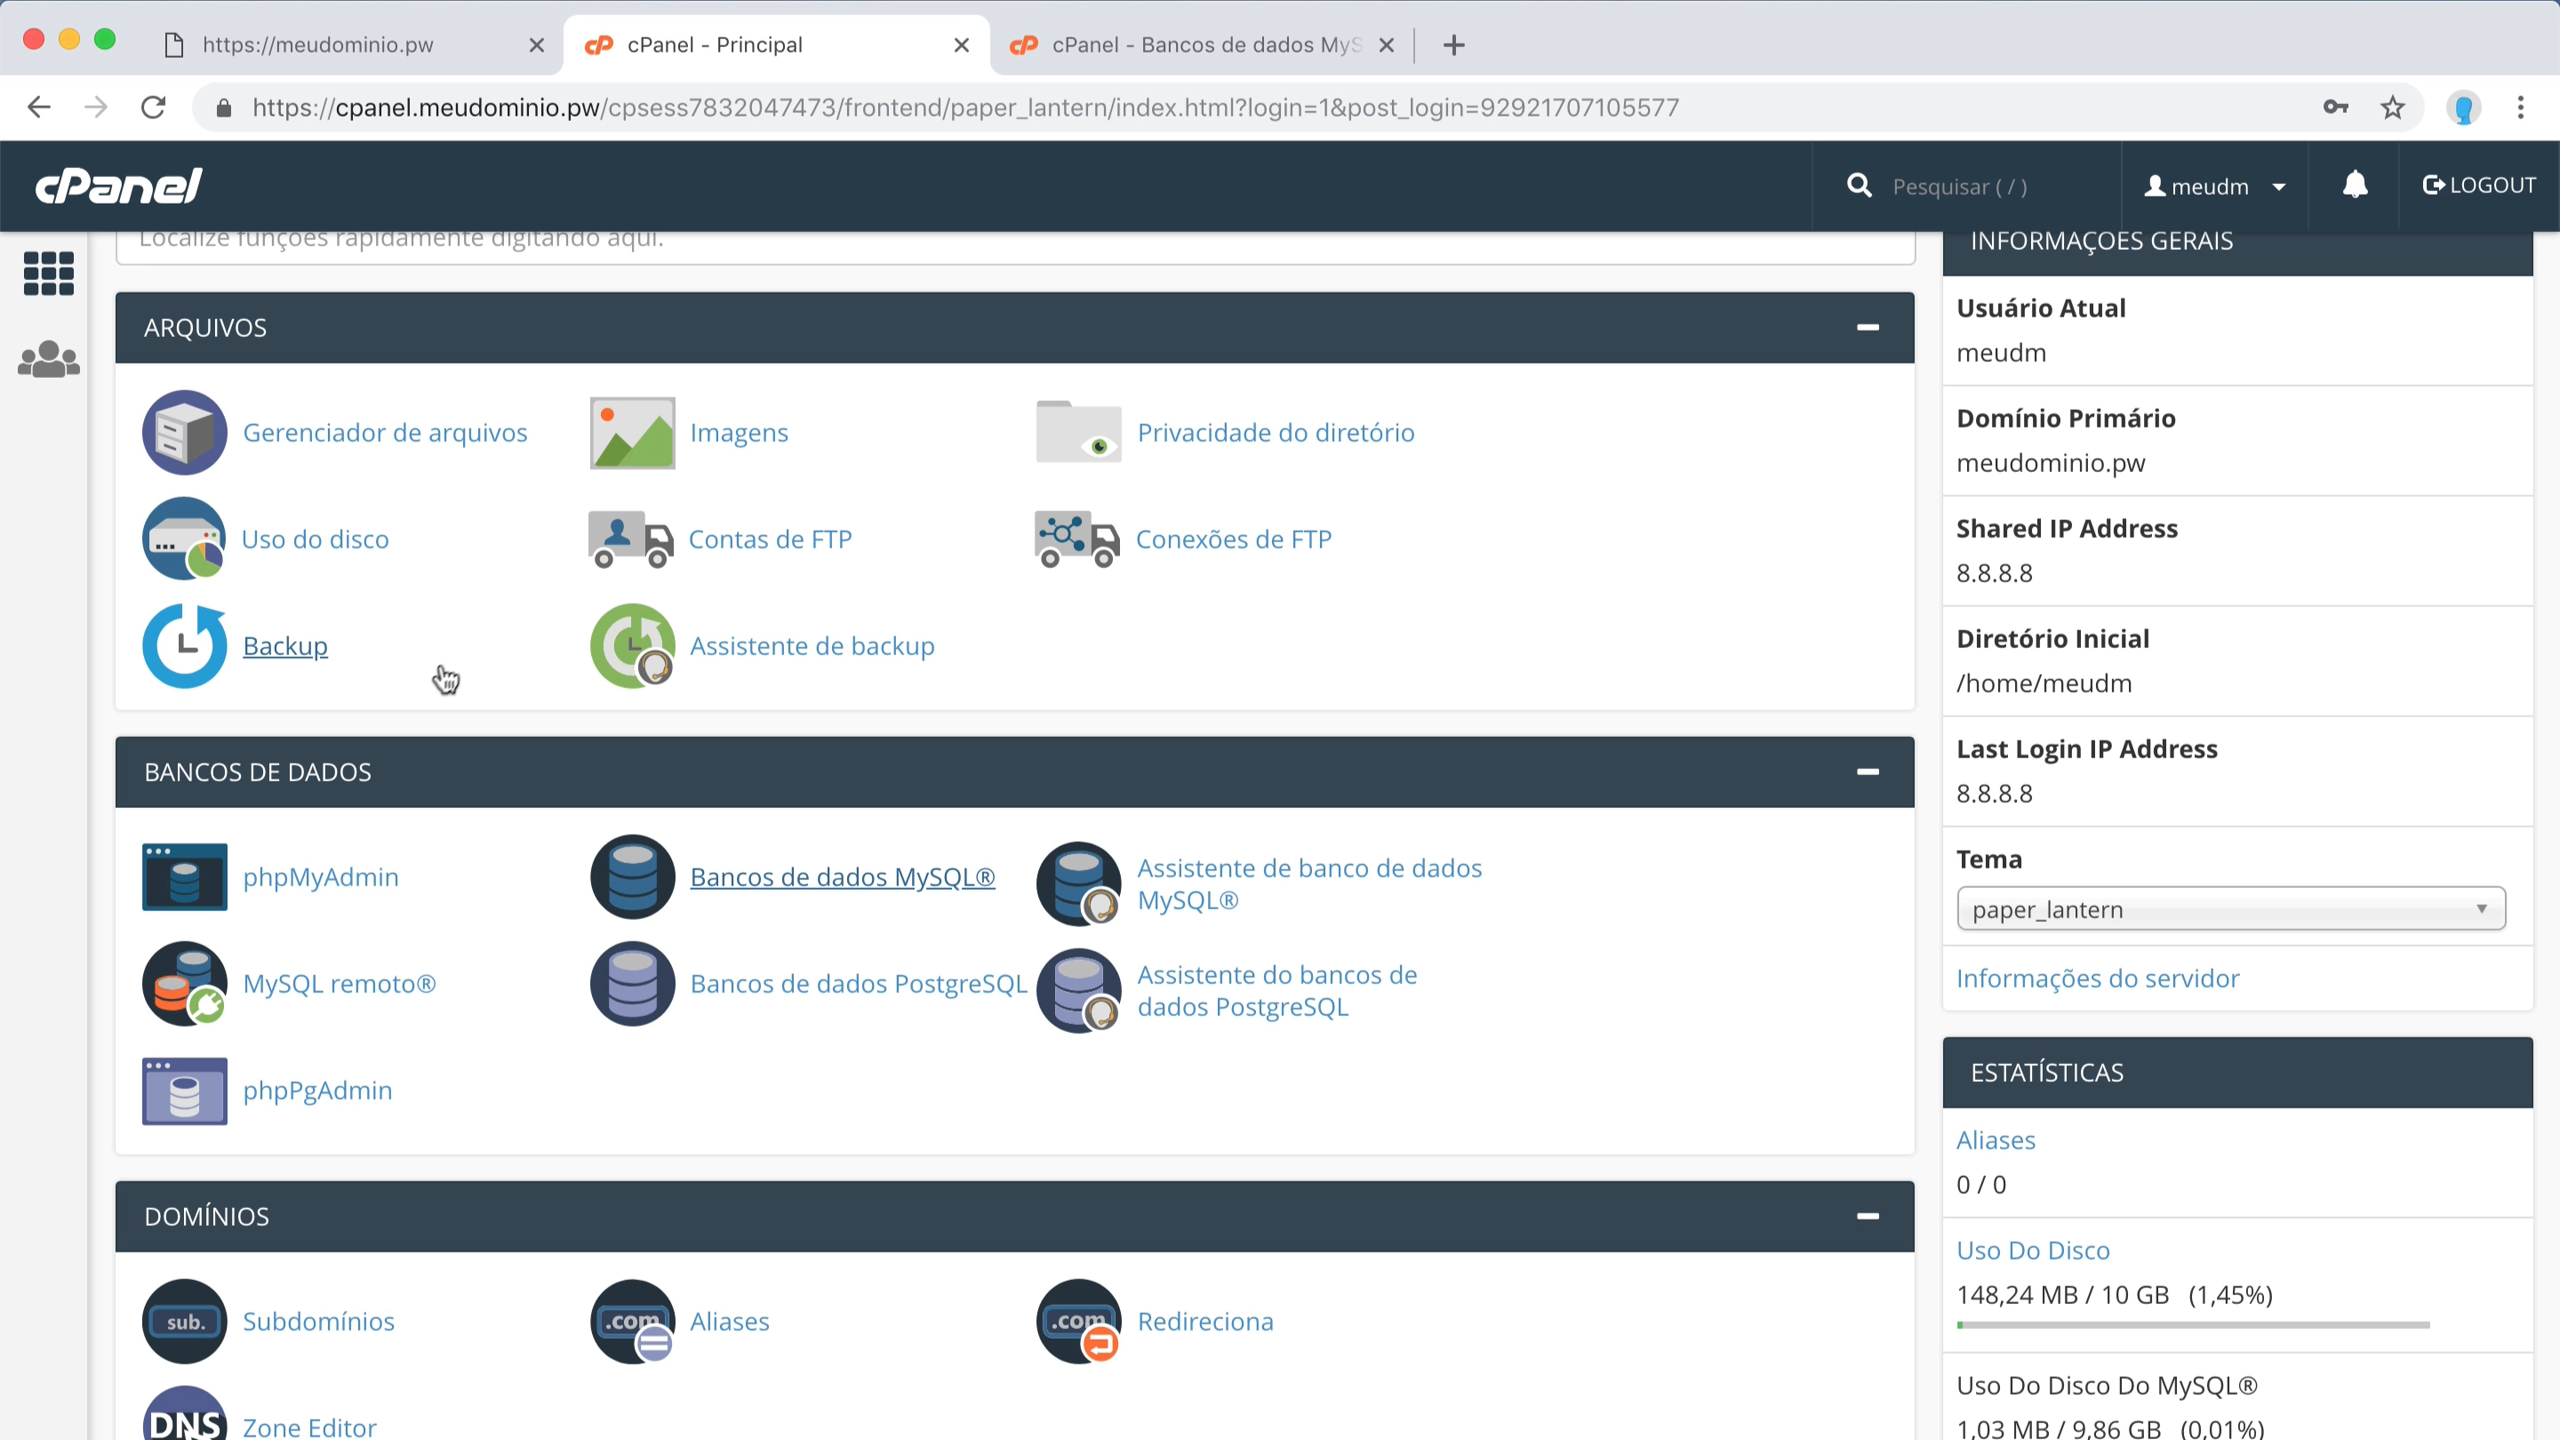 https://meudominio.pw
cPanel - Principal
cPanel - Bancos de dados MyS
https://cpanel.meudominio.pw/cpsess7832047473/frontend/paper_lantern/index.html?login=1&post_login=92921707105577
cPanel
Pesquisar ( / )
meudm
LOGOUT
Localize funções rapidamente digitando aqui.
ARQUIVOS
Gerenciador de arquivos
Imagens
Privacidade do diretório
Uso do disco
Contas de FTP
Conexões de FTP
Backup
Assistente de backup
BANCOS DE DADOS
phpMyAdmin
Bancos de dados MySQL®
Assistente de banco de dados
MySQL®
MySQL remoto®
Bancos de dados PostgreSQL
Assistente do bancos de
dados PostgreSQL
phpPgAdmin
DOMÍNIOS
sub.
Subdomínios
.com
Aliases
.com
Redireciona
DNS
Zone Editor
INFORMAÇÕES GERAIS
Usuário Atual
meudm
Domínio Primário
meudominio.pw
Shared IP Address
8.8.8.8
Diretório Inicial
/home/meudm
Last Login IP Address
8.8.8.8
Tema
paper_lantern
Informações do servidor
ESTATÍSTICAS
Aliases
0 / 0
Uso Do Disco
148,24 MB / 10 GB (1,45%)
Uso Do Disco Do MySQL®
1,03 MB / 9,86 GB (0,01%)